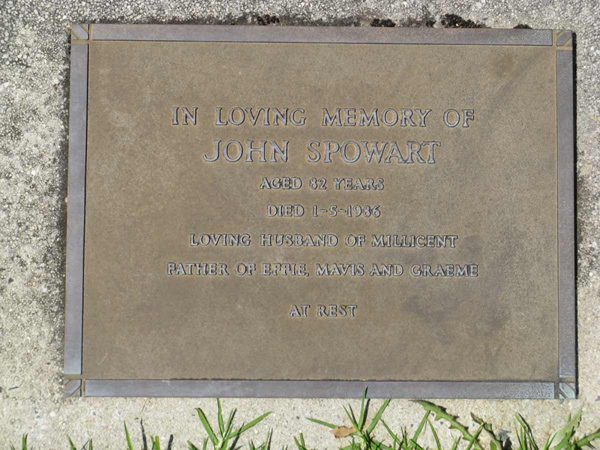 IN LOVING MEMORY OF
JOHN SPOWART
AGED 82 YEARS
DIED 1-5-1986
LOVING HUSBAND OF MILLICENT
FATHER OF EFFIE, MAVIS AND GRAEME
AT REST